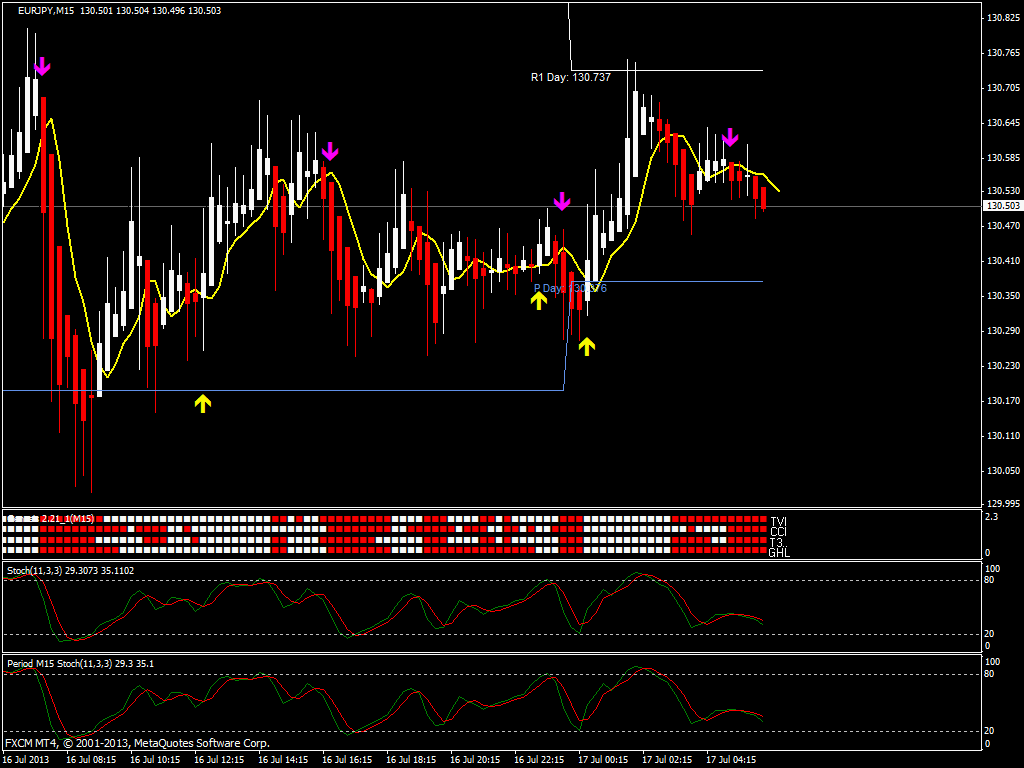 EURJPY,M15 130.501 130.504 130.496 130.503
130.825
130.765
R1 Day: 130.737
130.705
130.645
130.585
130.530
130.503
130.470
130.410
P Day:
130.350
130.290
130.230
130.170
130.110
130.050
129.995
2.21_1(M15)
2.3
TVI
CCI
T3
GHL
0
Stoch(11,3,3) 29.3073 35.1102
100
80
20
0
Period M15 Stoch(11,3,3) 29.3 35.1
100
80
20
0
FXCM MT4, © 2001-2013, MetaQuotes Software Corp.
16 Jul 2013 16 Jul 08:15 16 Jul 10:15 16 Jul 12:15 16 Jul 14:15 16 Jul 16:15 16 Jul 18:15 16 Jul 20:15 16 Jul 22:15 17 Jul 00:15 17 Jul 02:15 17 Jul 04:15